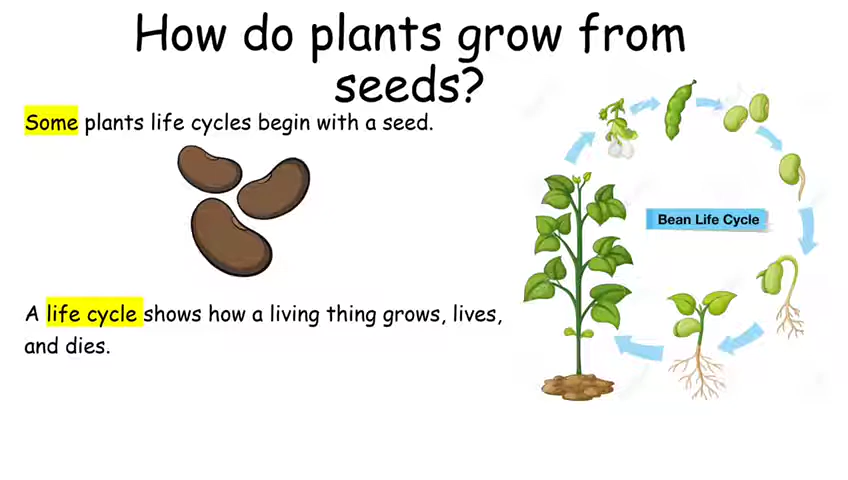 How do plants grow from
seeds?
Some plants life cycles begin with a seed.
Bean Life Cycle
A life cycle shows how a living thing grows, lives,
and dies.